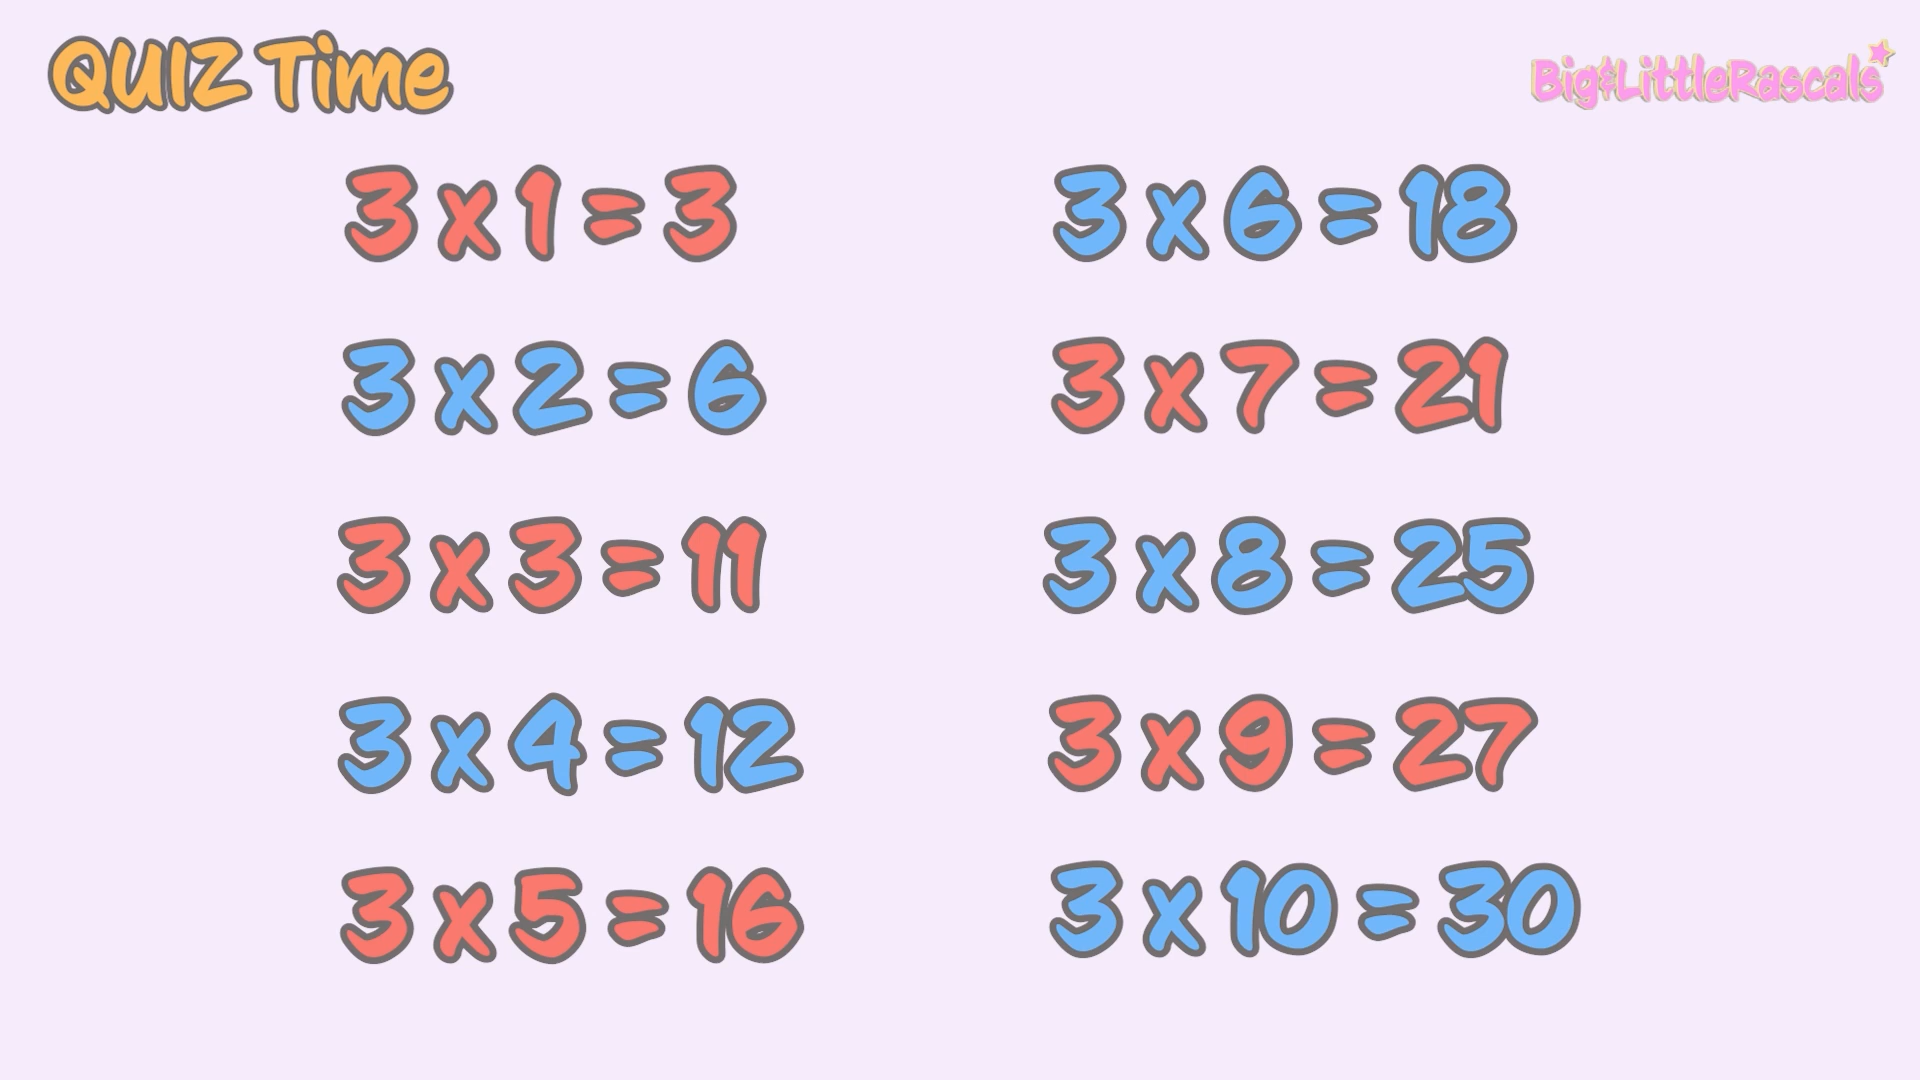 QUIZ Time
Big&LittleRascals
3 x 1 = 3
3 x 2 = 6
3 x 3 = 11
3 x 4 = 12
3 x 5 = 16
3 x 6 = 18
3 x 7 = 21
3 x 8 = 25
3 x 9 = 27
3 x 10 = 30